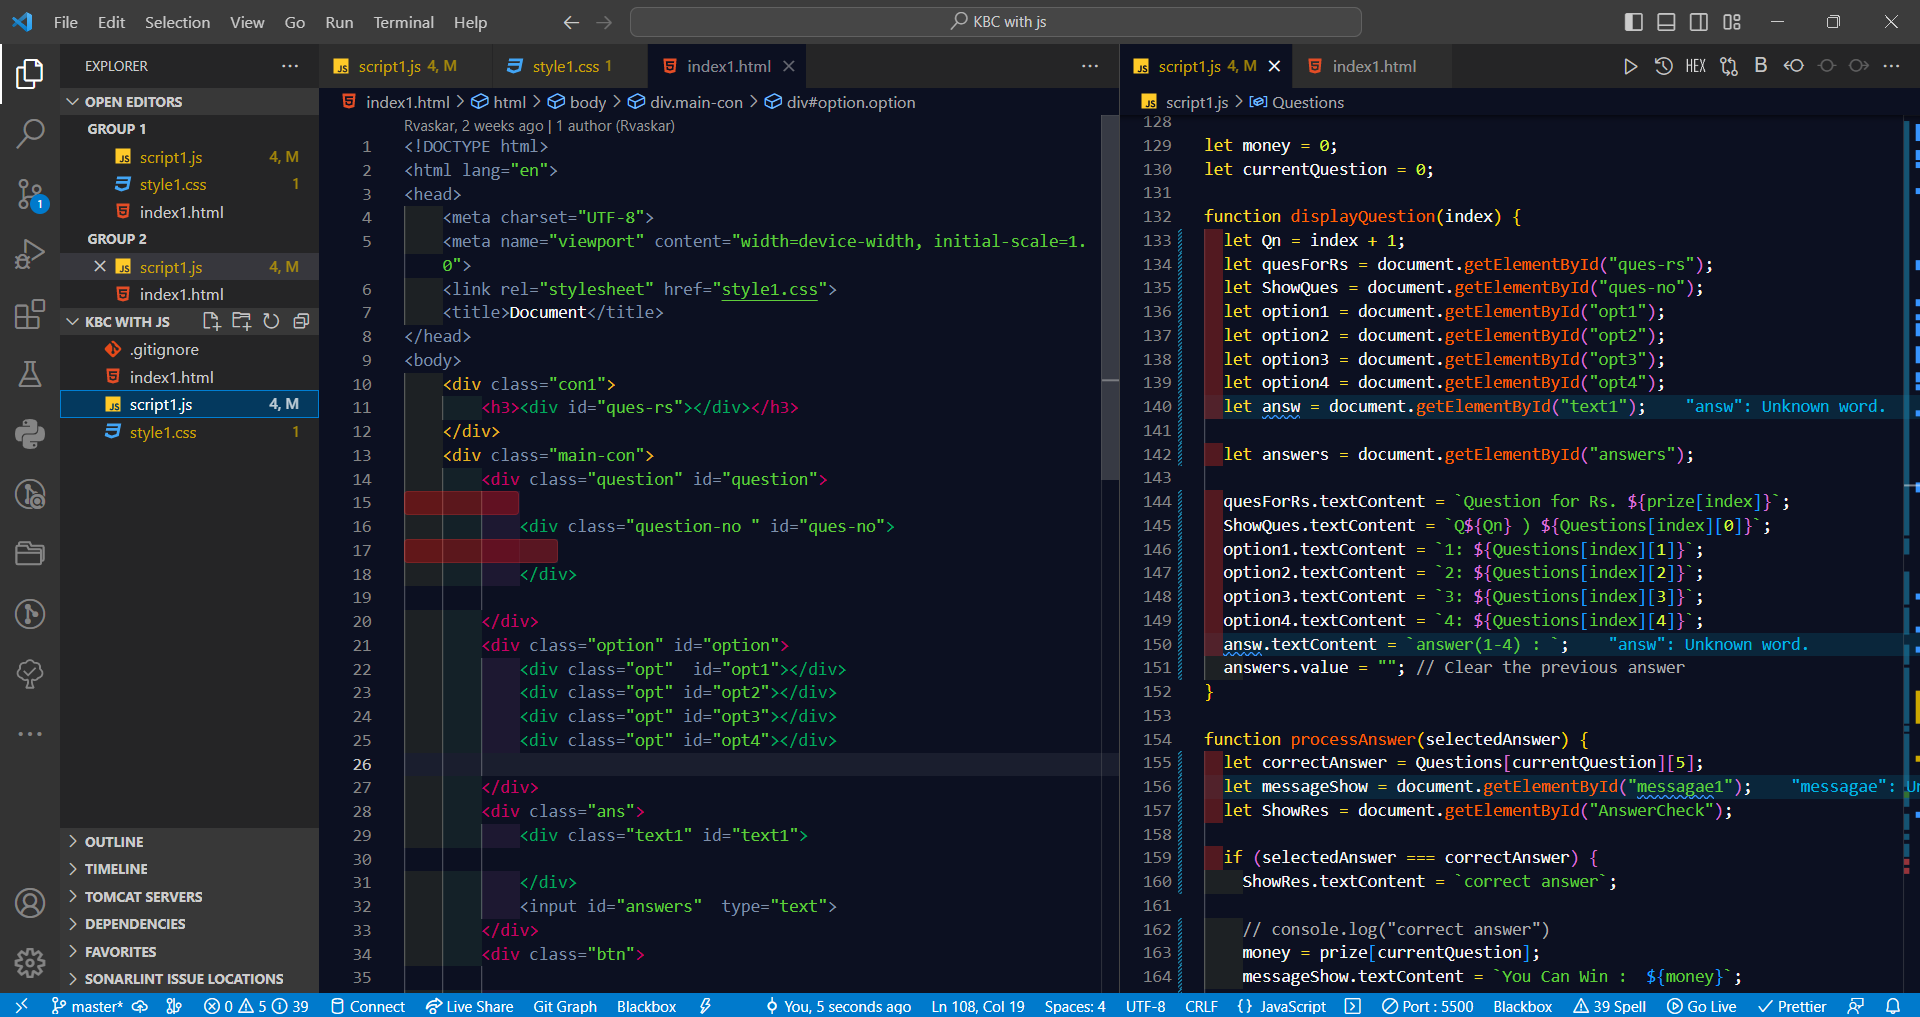 File Edit Selection View Go Run Terminal Help
KBC with js
EXPLORER
OPEN EDITORS
GROUP 1
script1.js 4, M
style1.css 1
index1.html
GROUP 2
script1.js 4, M
index1.html
KBC WITH JS
.gitignore
index1.html
script1.js 4, M
style1.css 1
OUTLINE
TIMELINE
TOMCAT SERVERS
DEPENDENCIES
FAVORITES
SONARLINT ISSUE LOCATIONS
1
script1.js 4, M style1.css 1 index1.html
index1.html > html > body > div.main-con > div#option.option
Rvaskar, 2 weeks ago | 1 author (Rvaskar)
1 <!DOCTYPE html>
2 <html lang="en">
3 <head>
4 <meta charset="UTF-8">
5 <meta name="viewport" content="width=device-width, initial-scale=1.
0">
6 <link rel="stylesheet" href="style1.css">
7 <title>Document</title>
8 </head>
9 <body>
10 <div class="con1">
11 <h3><div id="ques-rs"></div></h3>
12 </div>
13 <div class="main-con">
14 <div class="question" id="question">
15
16 <div class="question-no " id="ques-no">
17
18 </div>
19
20 </div>
21 <div class="option" id="option">
22 <div class="opt"  id="opt1"></div>
23 <div class="opt" id="opt2"></div>
24 <div class="opt" id="opt3"></div>
25 <div class="opt" id="opt4"></div>
26
27 </div>
28 <div class="ans">
29 <div class="text1" id="text1">
30
31 </div>
32 <input id="answers"  type="text">
33 </div>
34 <div class="btn">
35
script1.js 4, M index1.html HEX B
script1.js > Questions
128
129 let money = 0;
130 let currentQuestion = 0;
131
132 function displayQuestion(index) {
133 let Qn = index + 1;
134 let quesForRs = document.getElementById("ques-rs");
135 let ShowQues = document.getElementById("ques-no");
136 let option1 = document.getElementById("opt1");
137 let option2 = document.getElementById("opt2");
138 let option3 = document.getElementById("opt3");
139 let option4 = document.getElementById("opt4");
140 let answ = document.getElementById("text1"); "answ": Unknown word.
141
142 let answers = document.getElementById("answers");
143
144 quesForRs.textContent = `Question for Rs. ${prize[index]}`;
145 ShowQues.textContent = `Q${Qn} ) ${Questions[index][0]}`;
146 option1.textContent = `1: ${Questions[index][1]}`;
147 option2.textContent = `2: ${Questions[index][2]}`;
148 option3.textContent = `3: ${Questions[index][3]}`;
149 option4.textContent = `4: ${Questions[index][4]}`;
150 answ.textContent = `answer(1-4) : `; "answ": Unknown word.
151 answers.value = ""; // Clear the previous answer
152 }
153
154 function processAnswer(selectedAnswer) {
155 let correctAnswer = Questions[currentQuestion][5];
156 let messageShow = document.getElementById("messagae1"); "messagae": Un
157 let ShowRes = document.getElementById("AnswerCheck");
158
159 if (selectedAnswer === correctAnswer) {
160 ShowRes.textContent = `correct answer`;
161
162 // console.log("correct answer")
163 money = prize[currentQuestion];
164 messageShow.textContent = `You Can Win :  ${money}`;
master* 0 5 39 Connect Live Share Git Graph Blackbox You, 5 seconds ago Ln 108, Col 19 Spaces: 4 UTF-8 CRLF {} JavaScript Port : 5500 Blackbox 39 Spell Go Live Prettier